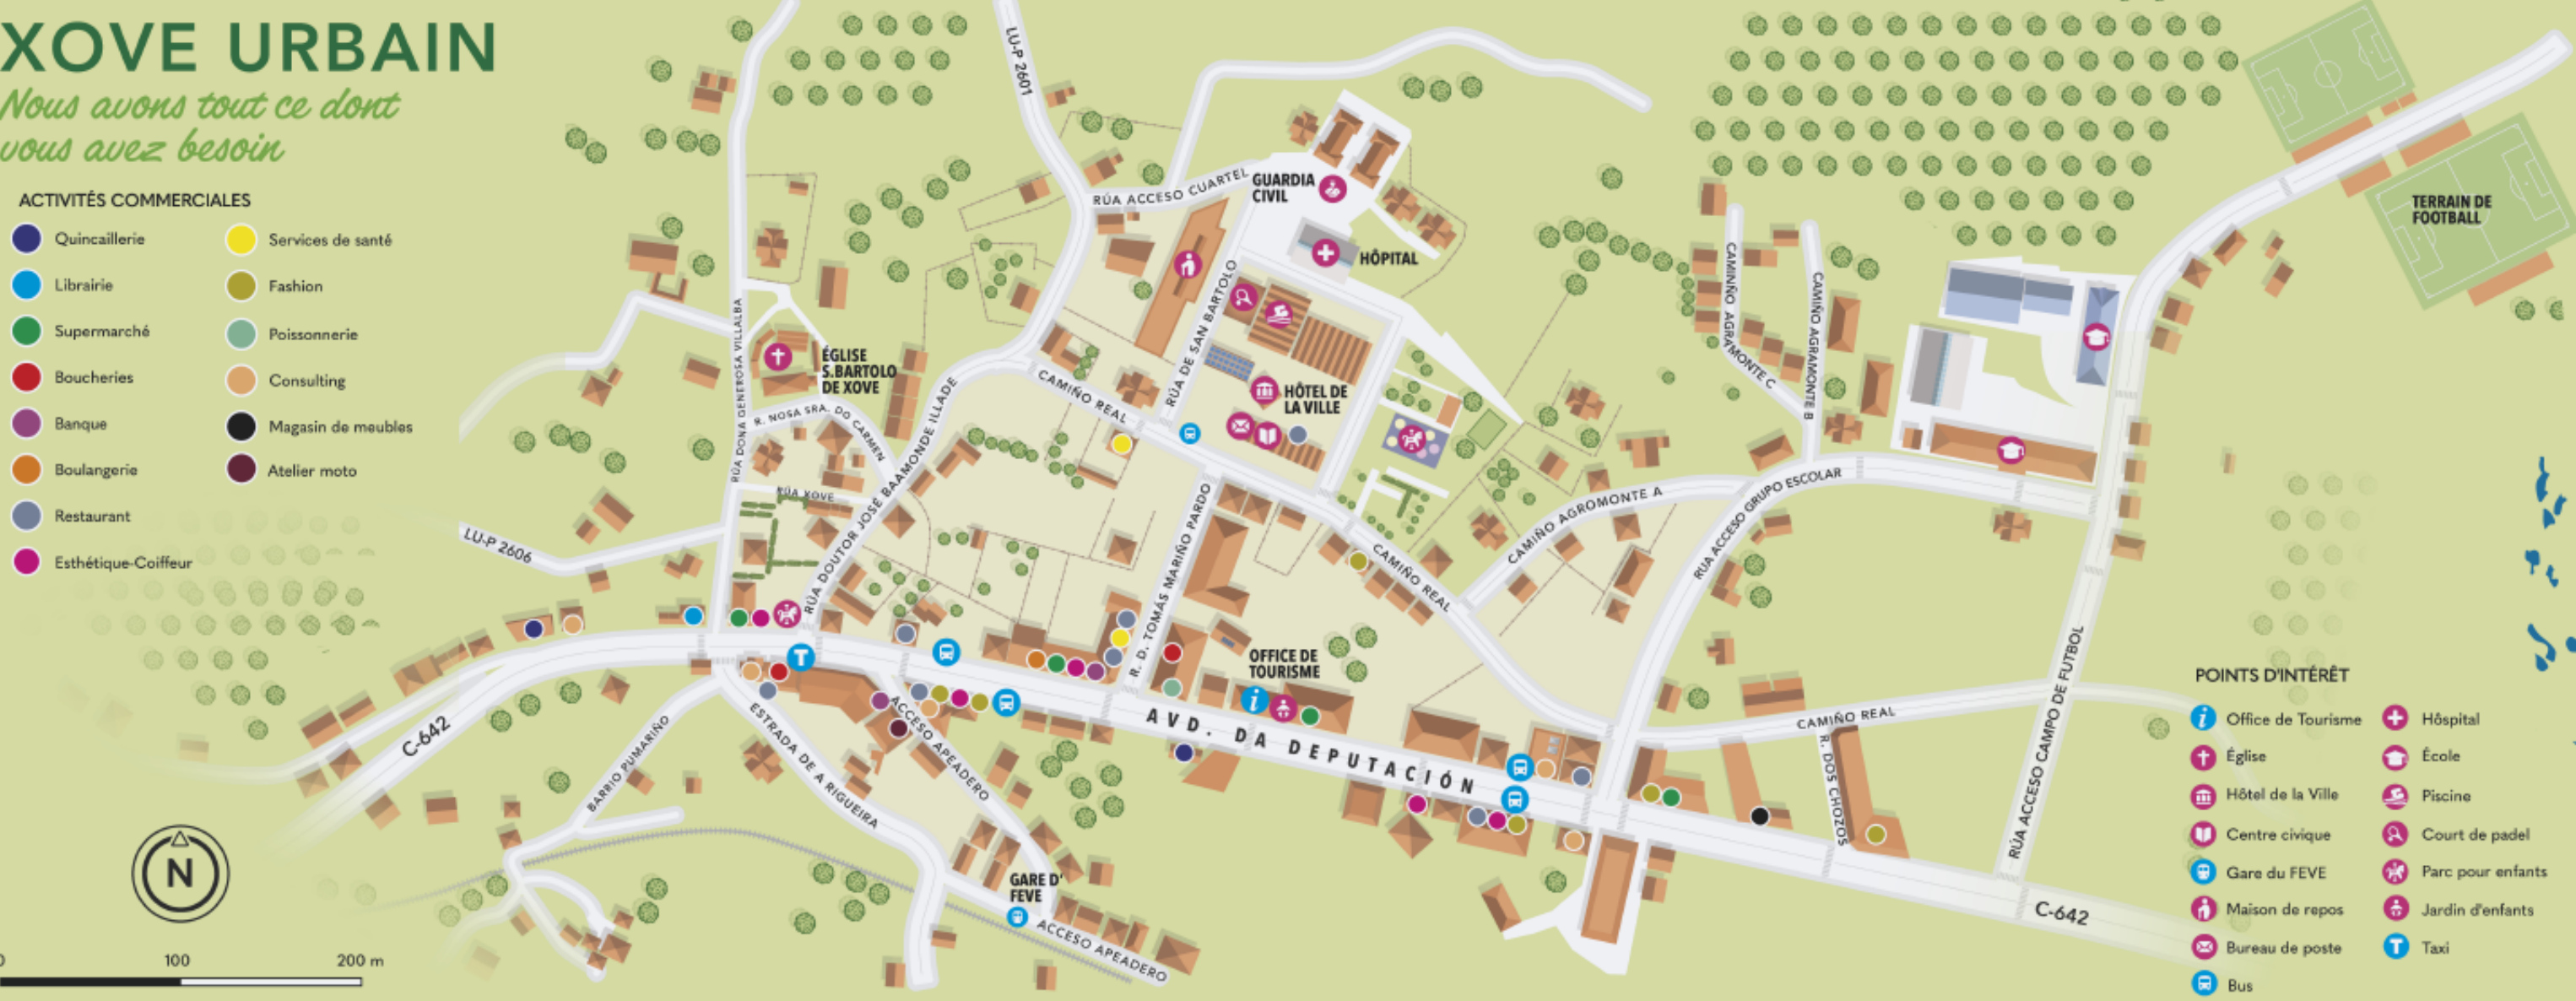 XOVE URBAIN
Nous avons tout ce dont
vous avez besoin
ACTIVITÉS COMMERCIALES
Quincaillerie
Librairie
Supermarché
Boucheries
Banque
Boulangerie
Restaurant
Esthétique-Coiffeur
Services de santé
Fashion
Poissonnerie
Consulting
Magasin de meubles
Atelier moto
LU-P 2601
RÚA ACCESO CUARTEL
GUARDIA
CIVIL
HÔPITAL
RÚA DE SAN BARTOLO
HÔTEL DE
LA VILLE
ÉGLISE
S.BARTOLO
DE XOVE
RÚA DONA GENEROSA VILLALBA
R. NOSA SRA. DO CARMEN
RÚA XOVE
RÚA DOUTOR JOSÉ BAAMONDE ILLADE
CAMIÑO REAL
R. D. TOMÁS MARIÑO PARDO
CAMIÑO REAL
CAMIÑO AGROMONTE A
CAMIÑO AGRAMONTE B
CAMINÑO AGRAMONTE C
RUA ACCESO GRUPO ESCOLAR
TERRAIN DE
FOOTBALL
LU-P 2606
C-642
BARRIO PUMARIÑO
ESTRADA DE A RIGUEIRA
ACCESO APEADERO
OFFICE DE
TOURISME
AVD. DA DEPUTACIÓN
CAMIÑO REAL
R. DOS CHOZOS
RÚA ACCESO CAMPO DE FUTBOL
GARE D'
FEVE
ACCESO APEADERO
C-642
N
0 100 200 m
POINTS D'INTÉRÊT
Office de Tourisme
Église
Hôtel de la Ville
Centre civique
Gare du FEVE
Maison de repos
Bureau de poste
Bus
Hôspital
École
Piscine
Court de padel
Parc pour enfants
Jardin d'enfants
Taxi